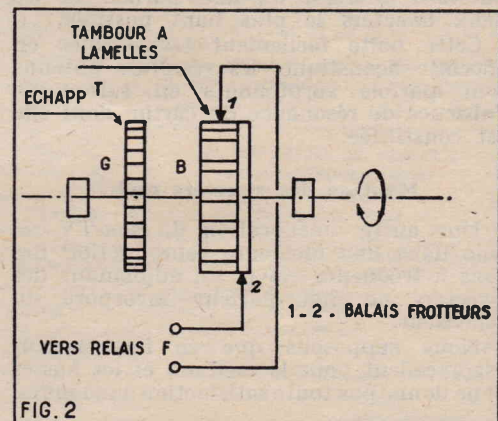 TAMBOUR A
LAMELLES
ECHAPP T
1
G
B
2
1_2. BALAIS FROTTEURS
VERS RELAIS F
FIG. 2